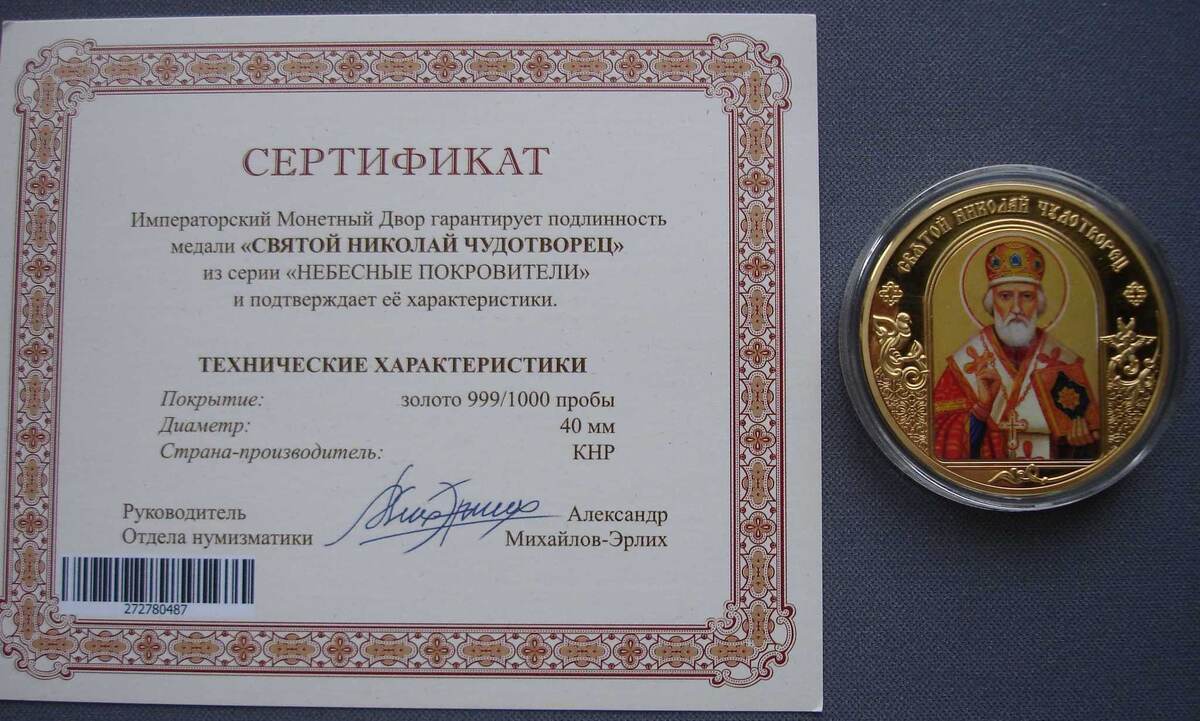 СЕРТИФИКАТ
Императорский Монетный Двор гарантирует подлинность
медали «СВЯТОЙ НИКОЛАЙ ЧУДОТВОРЕЦ»
из серии «НЕБЕСНЫЕ ПОКРОВИТЕЛИ»
и подтверждает её характеристики.
ТЕХНИЧЕСКИЕ ХАРАКТЕРИСТИКИ
Покрытие: золото 999/1000 пробы
Диаметр: 40 мм
Страна-производитель: КНР
Руководитель Александр
Отдела нумизматики Михайлов-Эрлих
272780487
СВЯТОЙ НИКОЛАЙ ЧУДОТВОРЕЦ